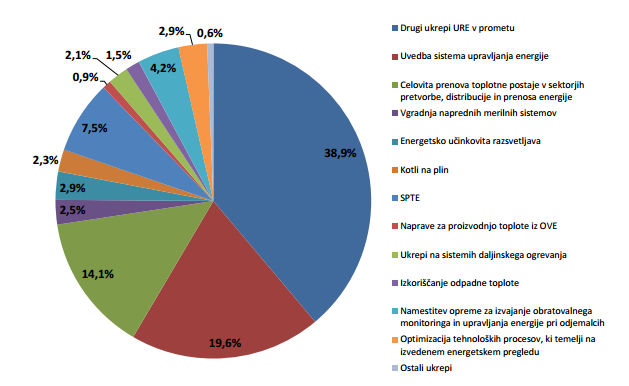 2,9%
0,6%
1,5%
2,1%
4,2%
0,9%
7,5%
2,3%
2,9%
2,5%
14,1%
19,6%
38,9%
Drugi ukrepi URE v prometu
Uvedba sistema upravljanja energije
Celovita prenova toplotne postaje v sektorjih
pretvorbe, distribucije in prenosa energije
Vgradnja naprednih merilnih sistemov
Energetsko učinkovita razsvetljava
Kotli na plin
SPTE
Naprave za proizvodnjo toplote iz OVE
Ukrepi na sistemih daljinskega ogrevanja
Izkoriščanje odpadne toplote
Namestitev opreme za izvajanje obratovalnega
monitoringa in upravljanja energije pri odjemalcih
Optimizacija tehnoloških procesov, ki temelji na
izvedenem energetskem pregledu
Ostali ukrepi